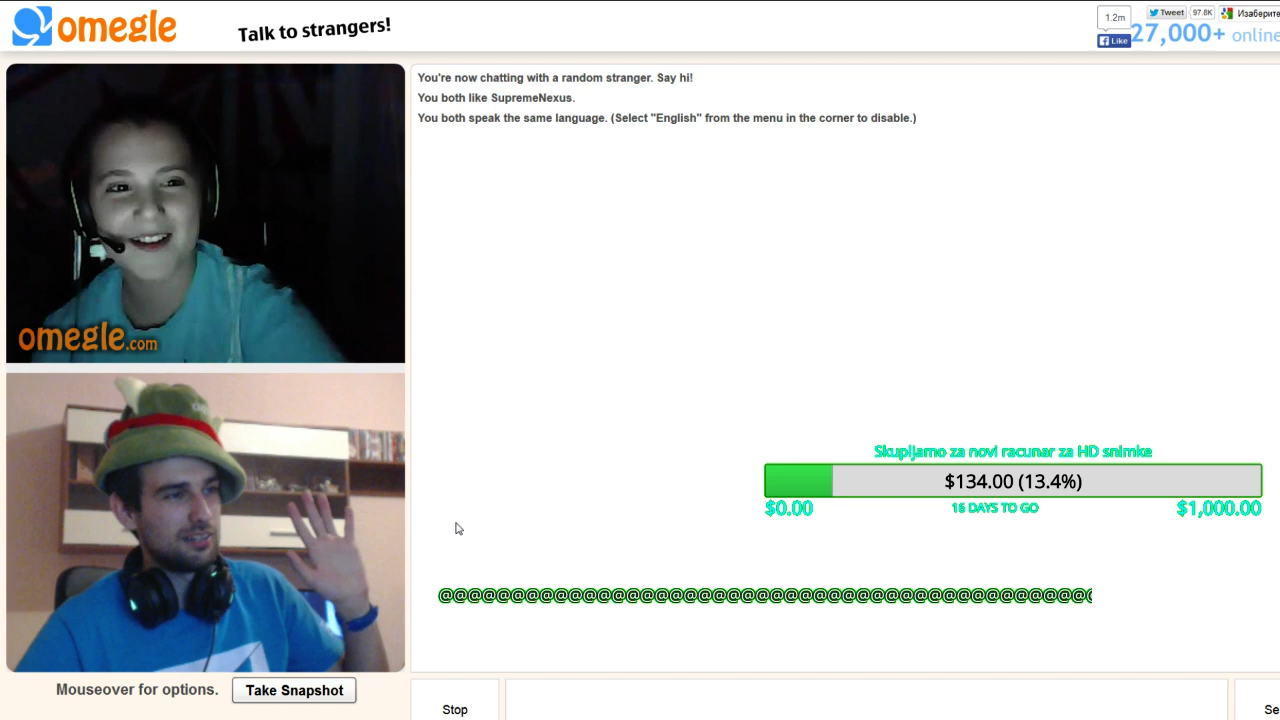 omegle
Talk to strangers!
1.2m
Like
Tweet
97.8K
Изаберите
27,000+ online
You're now chatting with a random stranger. Say hi!
You both like SupremeNexus.
You both speak the same language. (Select "English" from the menu in the corner to disable.)
omegle.com
Skupljamo za novi racunar za HD snimke
$134.00 (13.4%)
$0.00
16 DAYS TO GO
$1,000.00
@@@@@@@@@@@@@@@@@@@@@@@@@@@@@@@@@@@@@@@@@@@@@
Mouseover for options.
Take Snapshot
Stop
Se